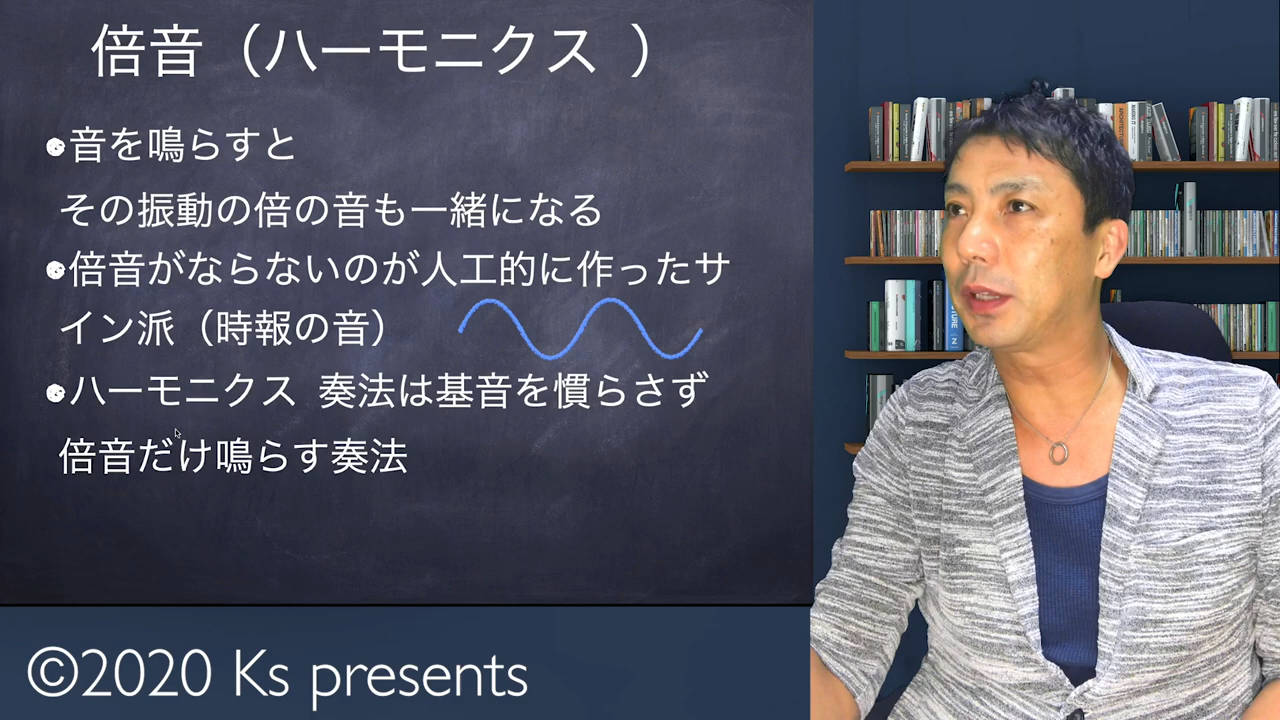 倍音（ハーモニクス ）
●音を鳴らすと
その振動の倍の音も一緒になる
●倍音がならないのが人工的に作ったサ
イン派（時報の音）
●ハーモニクス 奏法は基音を慣らさず
倍音だけ鳴らす奏法
©2020 Ks presents